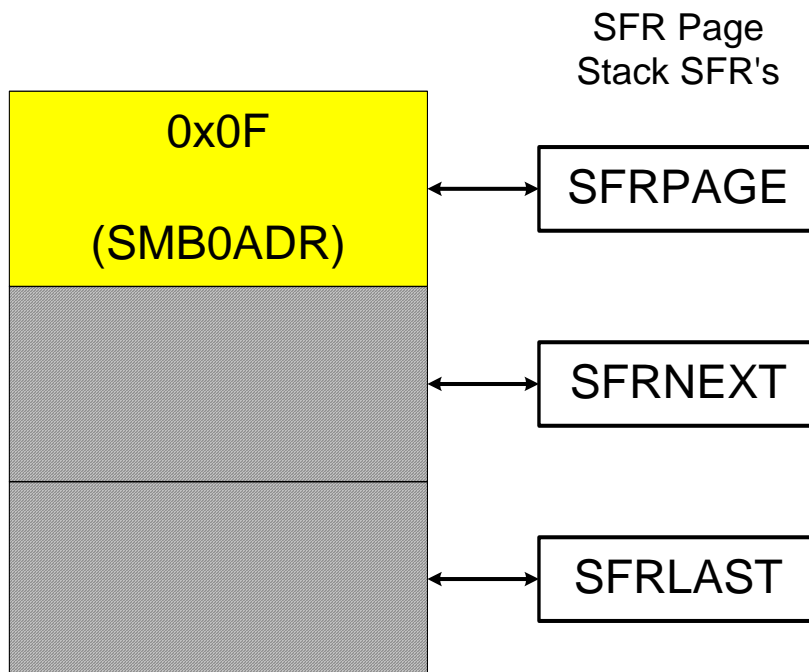 SFR Page
Stack SFR's
0x0F
(SMB0ADR)
SFRPAGE
SFRNEXT
SFRLAST